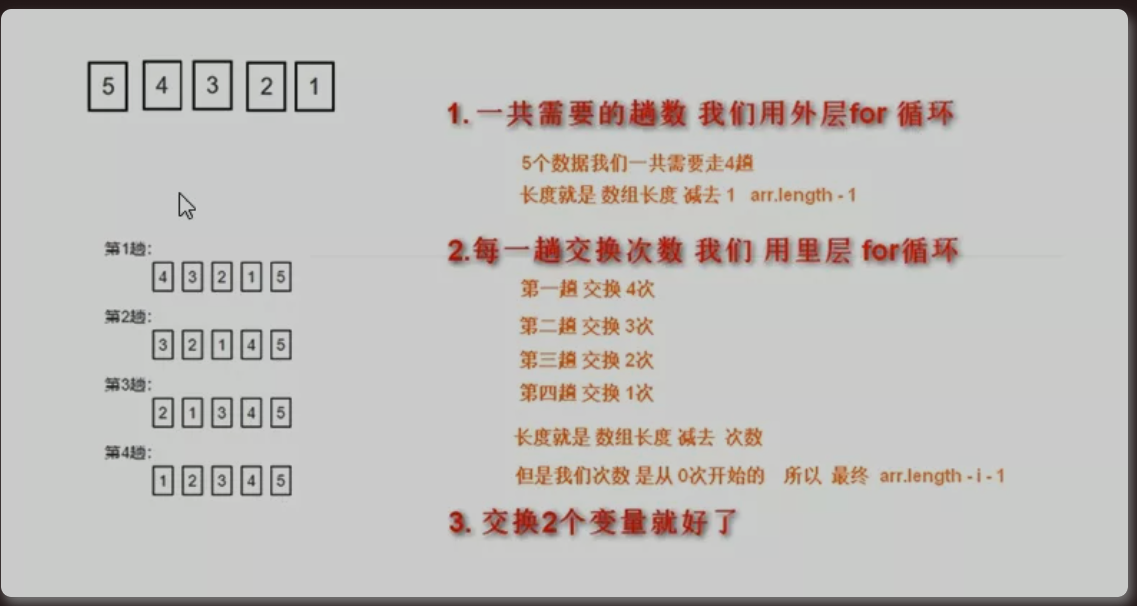 5 4 3 2 1
第1趟:
4 3 2 1 5
第2趟:
3 2 1 4 5
第3趟:
2 1 3 4 5
第4趟:
1 2 3 4 5
1. 一共需要的趟数 我们用外层for 循环
5个数据我们一共需要走4趟
长度就是 数组长度 减去 1 arr.length - 1
2.每一趟交换次数 我们 用里层 for循环
第一趟 交换 4次
第二趟 交换 3次
第三趟 交换 2次
第四趟 交换 1次
长度就是 数组长度 减去 次数
但是我们次数 是从 0次开始的 所以 最终 arr.length - i - 1
3. 交换2个变量就好了